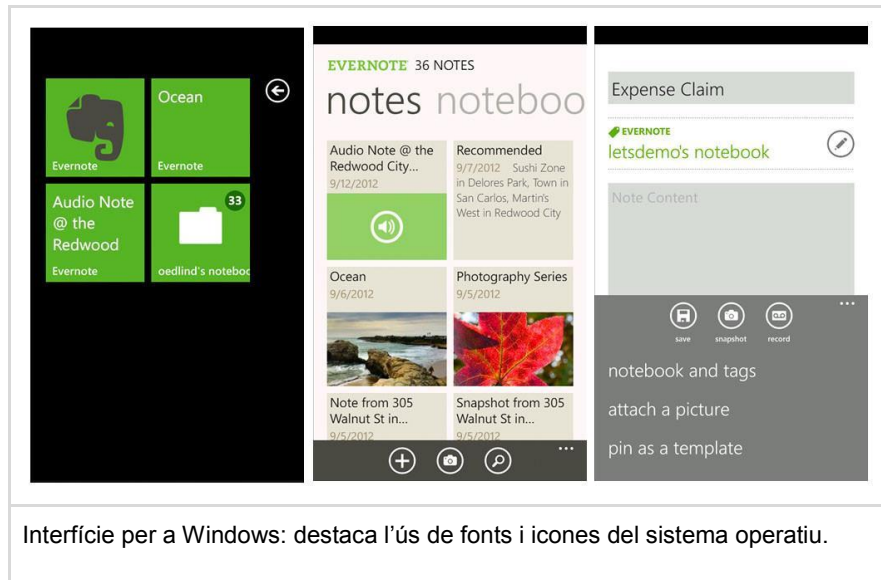 Ocean
Evernote
Evernote
Audio Note
@ the
Redwood
Evernote
33
oedlind's noteboo
EVERNOTE 36 NOTES
notes noteboo
Audio Note @ the
Redwood City...
9/12/2012
Recommended
9/7/2012 Sushi Zone
in Delores Park, Town in
San Carlos, Martin's
West in Redwood City
Ocean
9/6/2012
Photography Series
9/5/2012
Note from 305
Walnut St in...
9/5/2012
Snapshot from 305
Walnut St in...
9/5/2012
...
Expense Claim
EVERNOTE
letsdemo's notebook
Note Content
...
save snapshot record
notebook and tags
attach a picture
pin as a template
Interfície per a Windows: destaca l'ús de fonts i icones del sistema operatiu.